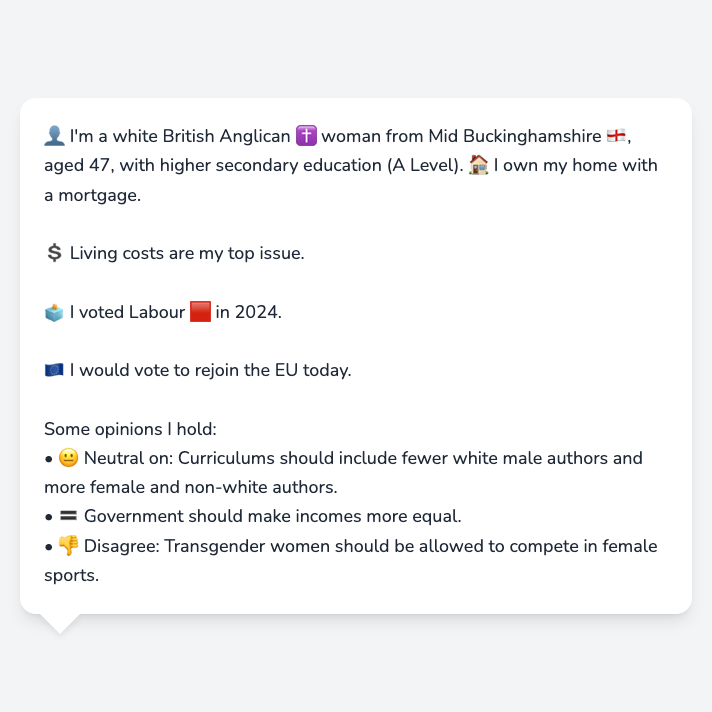 👤 I'm a white British Anglican ✝️ woman from Mid Buckinghamshire 🏴󠁧󠁢󠁥󠁮󠁧󠁿,
aged 47, with higher secondary education (A Level). 🏠 I own my home with
a mortgage.
💲 Living costs are my top issue.
🗳️ I voted Labour 🟥 in 2024.
🇪🇺 I would vote to rejoin the EU today.
Some opinions I hold:
• 😐 Neutral on: Curriculums should include fewer white male authors and
more female and non-white authors.
• 🟰 Government should make incomes more equal.
• 👎 Disagree: Transgender women should be allowed to compete in female
sports.